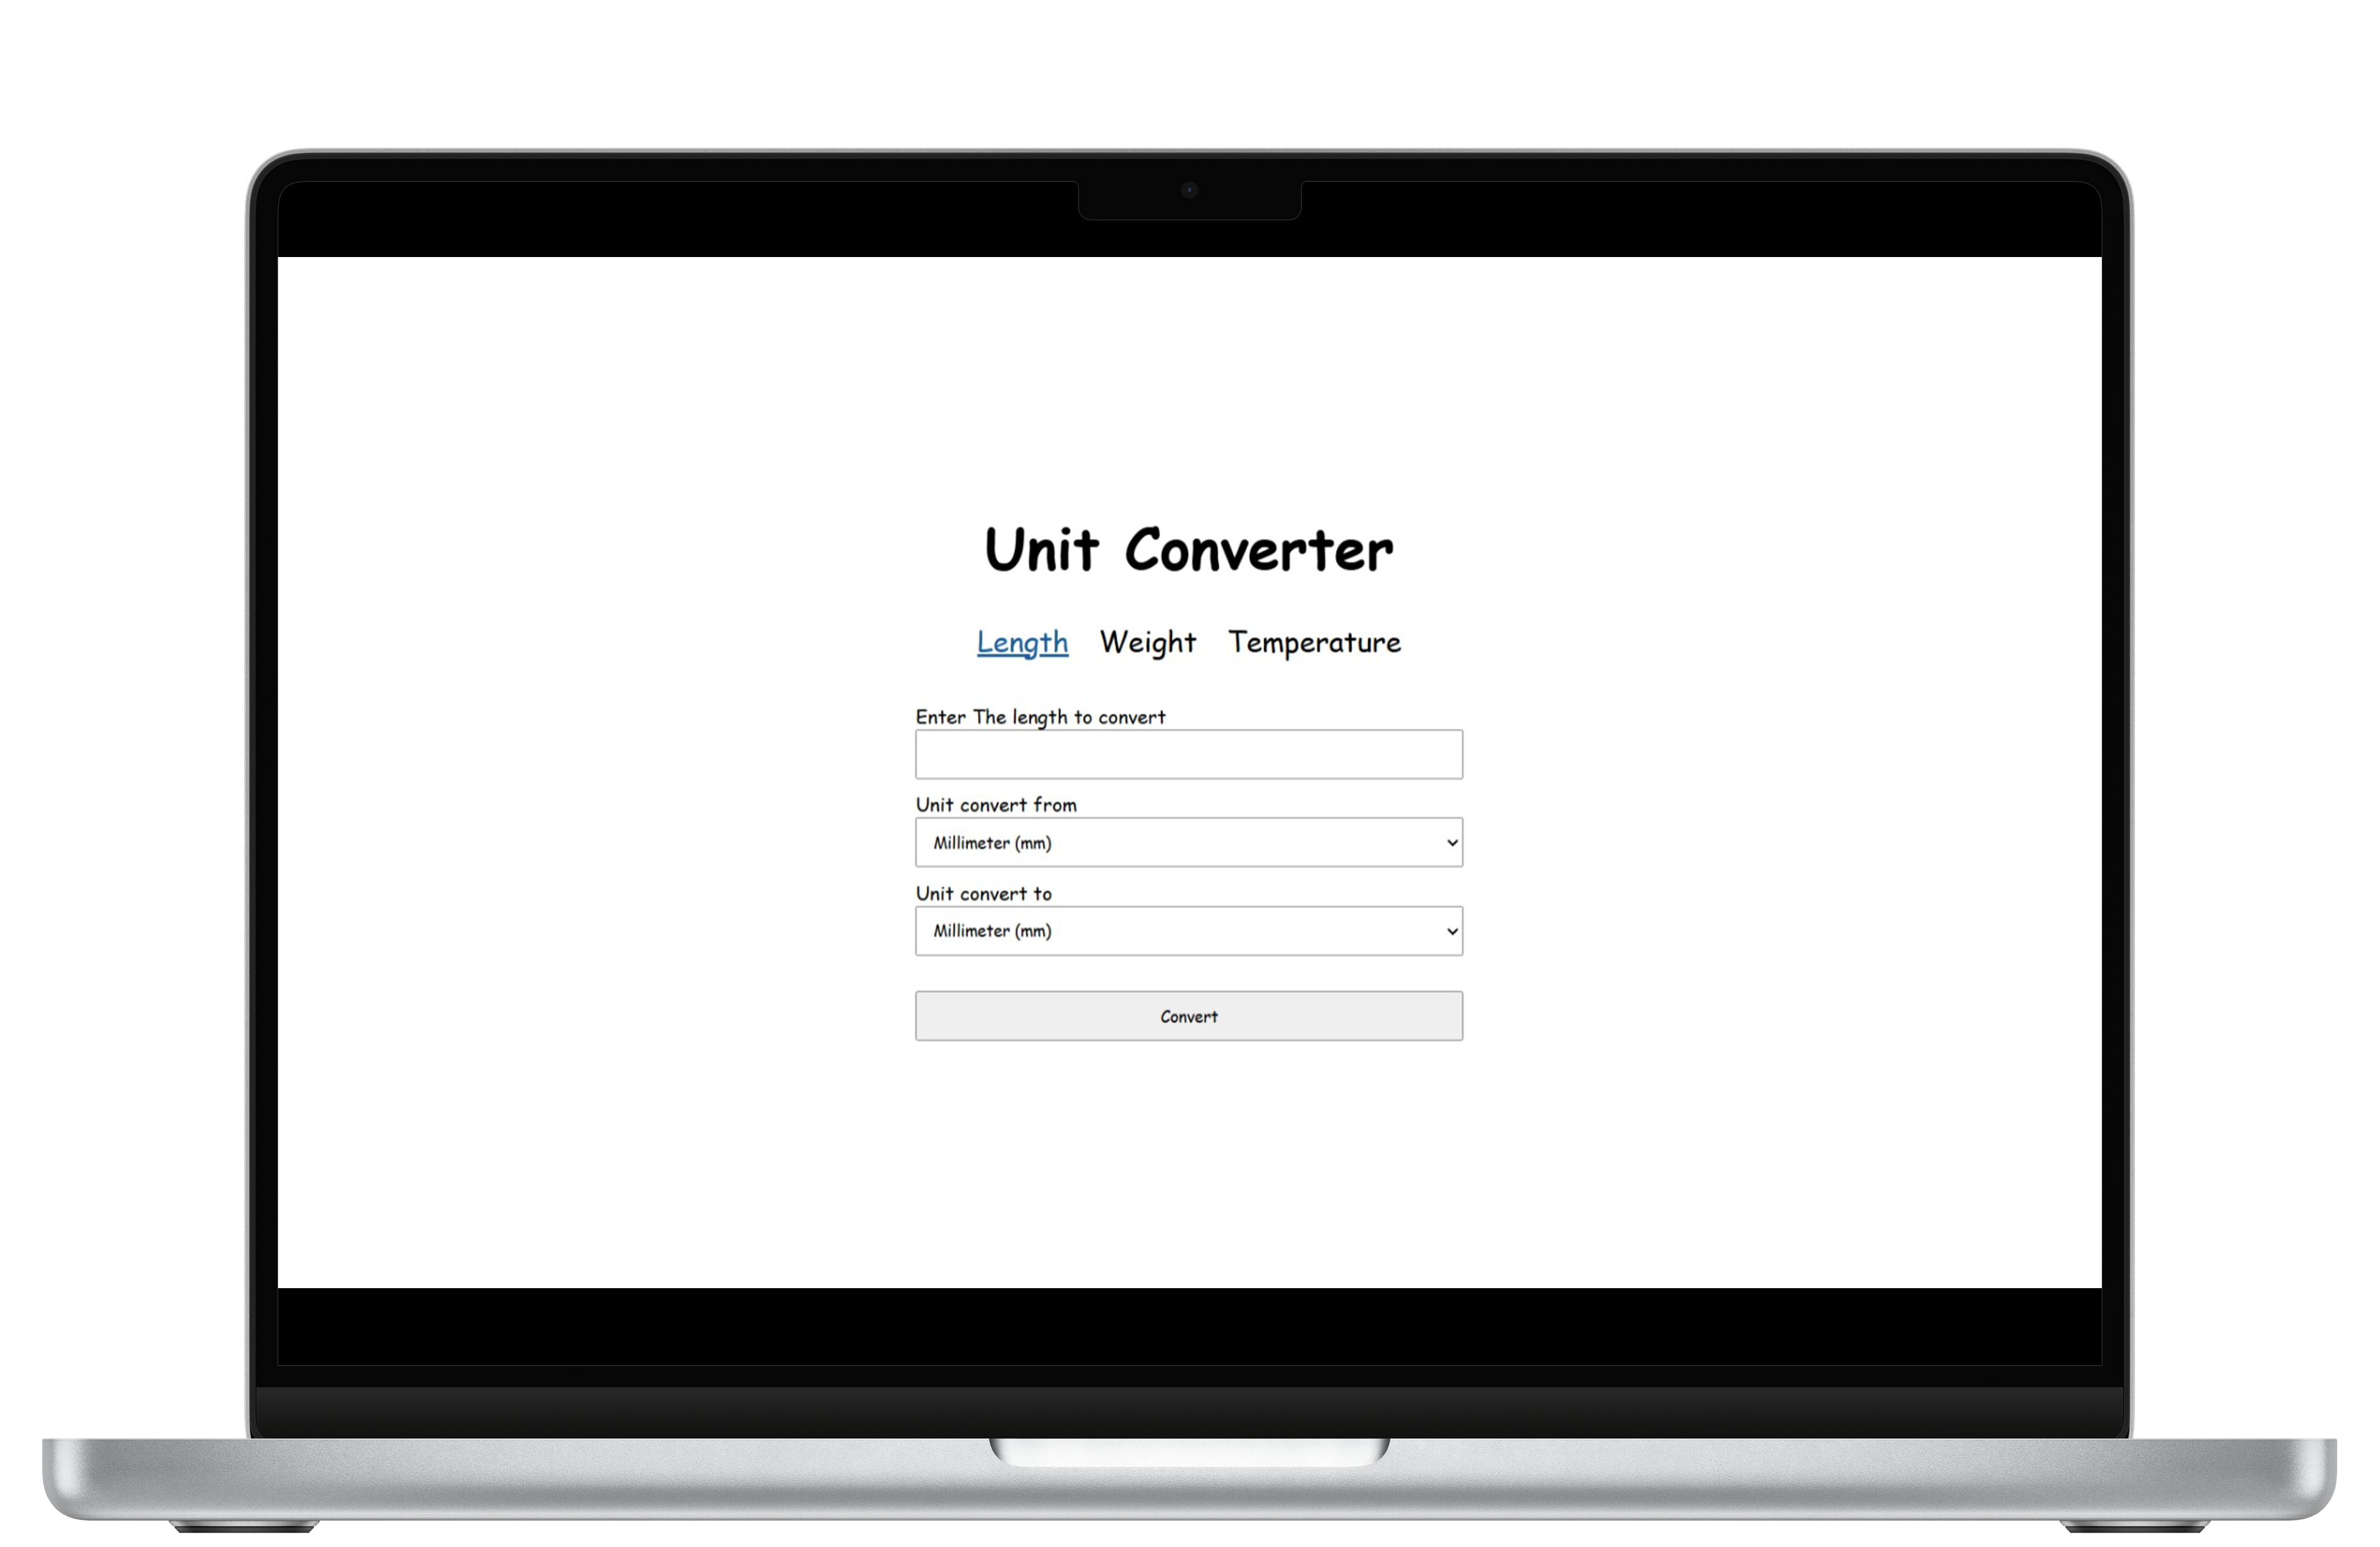 Unit Converter
Length Weight Temperature
Enter The length to convert
Unit convert from
Millimeter (mm)
Unit convert to
Millimeter (mm)
Convert